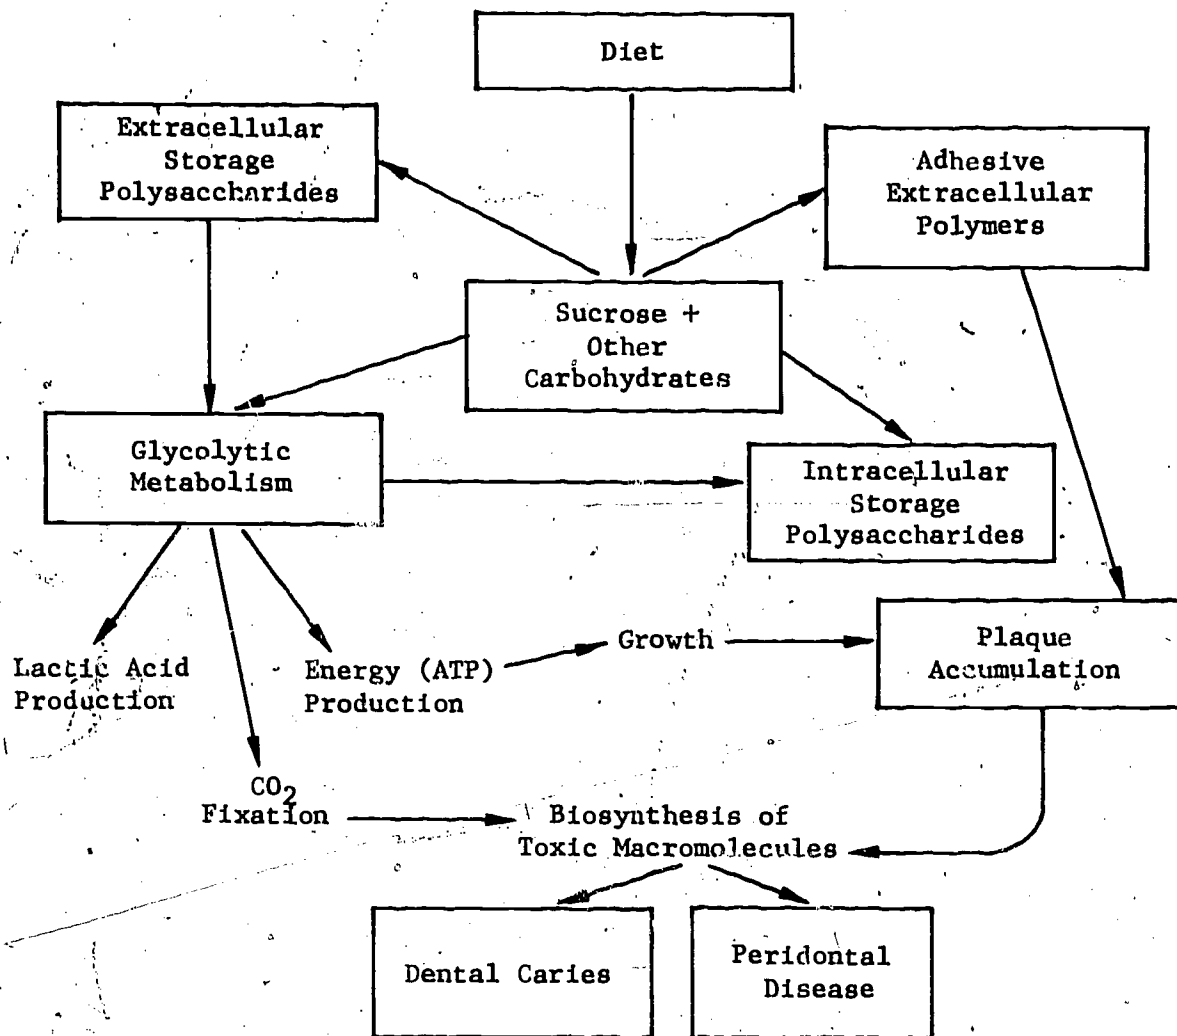 Diet
Extracellular
Storage
Polysaccharides
Adhesive
Extracellular
Polymers
Sucrose +
Other
Carbohydrates
Glycolytic
Metabolism
Intracellular
Storage
Polysaccharides
Lactic Acid
Production
Energy (ATP)
Production
Growth
Plaque
Accumulation
CO2
Fixation
Biosynthesis of
Toxic Macromolecules
Dental Caries
Peridontal
Disease